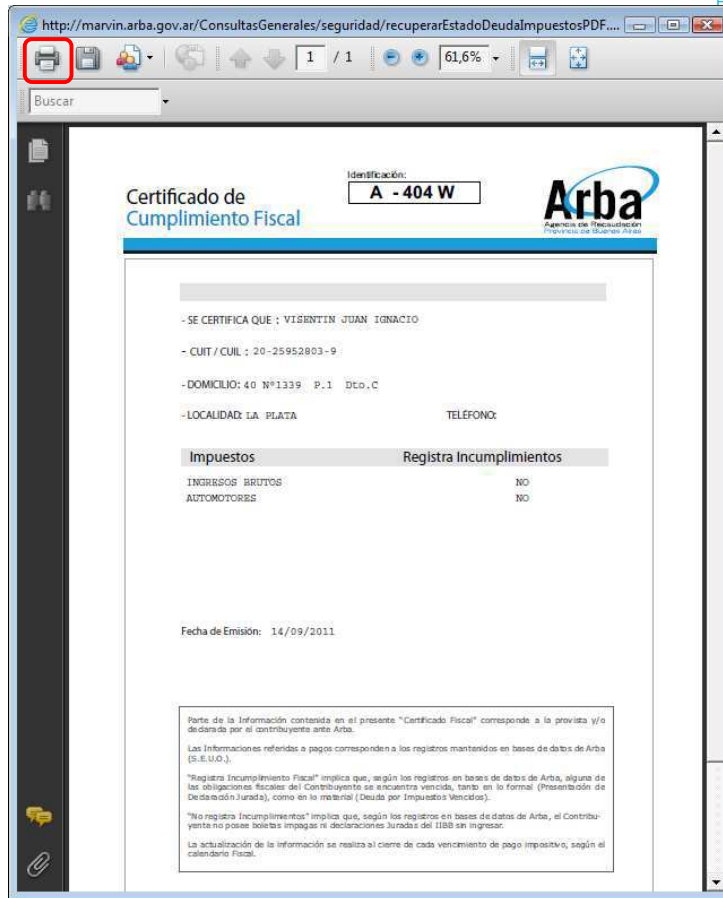 http://marvin.arba.gov.ar/ConsultasGenerales/seguridad/recuperarEstadoDeudaImpuestosPDF....
1 / 1 61,6%
Buscar
Identificación:
A - 404 W
Certificado de
Cumplimiento Fiscal
Arba
Agencia de Recaudación
Provincia de Buenos Aires
- SE CERTIFICA QUE : VISENTIN JUAN IGNACIO
- CUIT / CUIL : 20-25952803-9
- DOMICILIO: 40 Nº1339 P.1 Dto.C
- LOCALIDAD: LA PLATA TELÉFONO:
Impuestos Registra Incumplimientos
INGRESOS BRUTOS NO
AUTOMOTORES NO
Fecha de Emisión: 14/09/2011
Parte de la Información contenida en el presente "Certificado Fiscal" corresponde a la provista y/o
declarada por el contribuyente ante Arba.
Las Informaciones referidas a pagos corresponden a los registros mantenidos en bases de datos de Arba
(S.E.U.O.).
"Registra Incumplimiento Fiscal" implica que, según los registros en bases de datos de Arba, alguna de
las obligaciones fiscales del Contribuyente se encuentra vencida, tanto en lo formal (Presentación de
Declaración Jurada), como en lo material (Deuda por Impuestos Vencidos).
"No registra Incumplimientos" implica que, según los registros en bases de datos de Arba, el Contribu-
yente no posee boletas impagas ni declaraciones Juradas del IIBB sin ingresar.
La actualización de la información se realiza al cierre de cada vencimiento de pago impositivo, según el
calendario Fiscal.